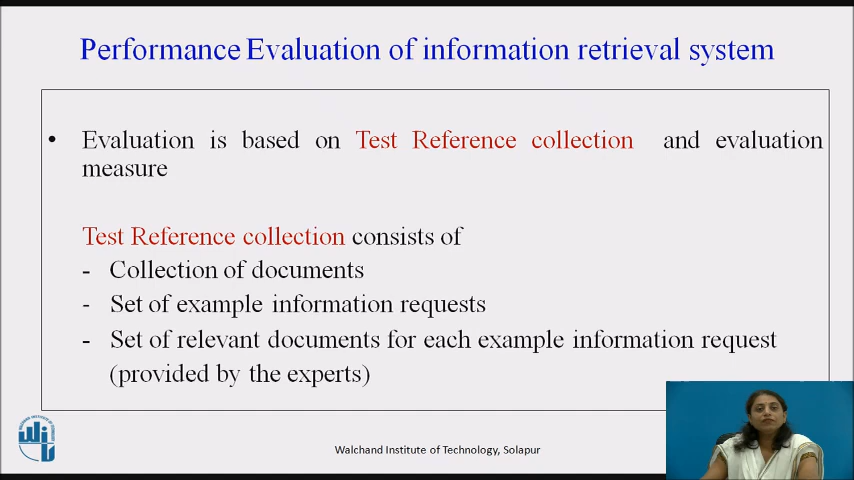 Performance Evaluation of information retrieval system
• Evaluation is based on Test Reference collection and evaluation
measure
Test Reference collection consists of
- Collection of documents
- Set of example information requests
- Set of relevant documents for each example information request
(provided by the experts)
Walchand Institute of Technology, Solapur